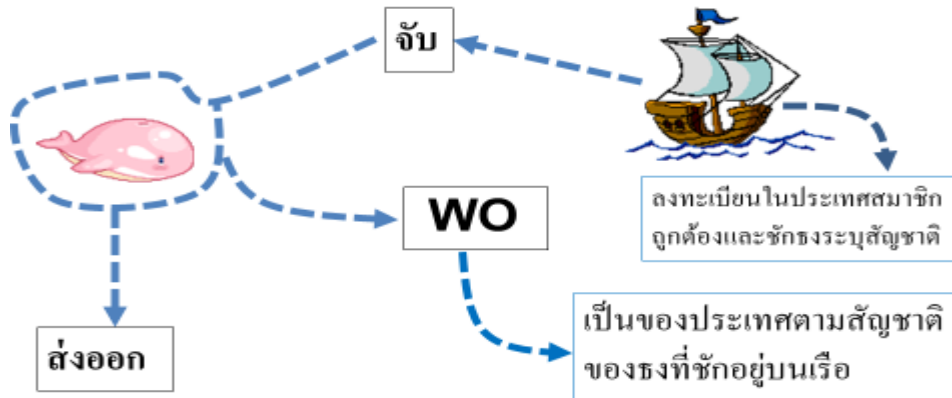 จับ
ลงทะเบียนในประเทศสมาชิก
ถูกต้องและชักธงระบุสัญชาติ
WO
เป็นของประเทศตามสัญชาติ
ของธงที่ชักอยู่บนเรือ
ส่งออก